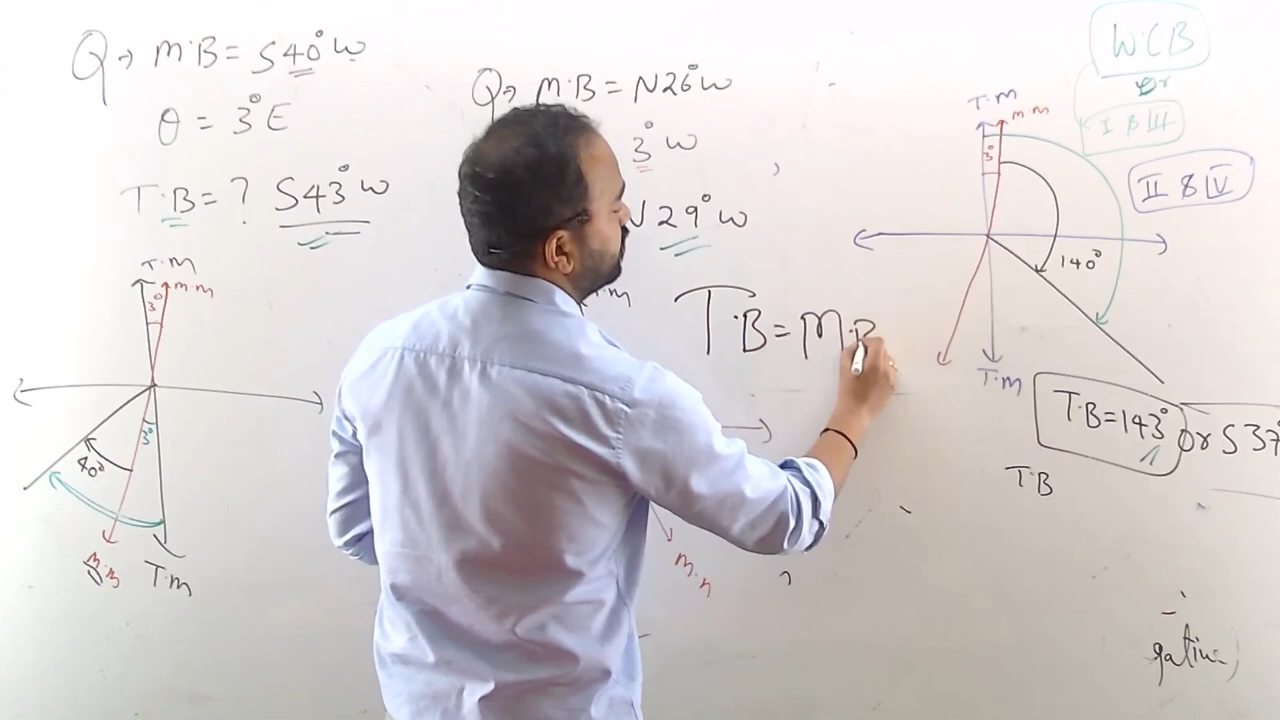 Q→ M·B = S40°W
θ = 3°E
T·B = ? S43°W
T·M
M·M
3°
3°
40°
M·M
T·M
Q→ M·B = N26°W
3°W
N29°W
T·B = M·B
M·M
W C B
or
I & III
II & IV
T·M
M M
3°
140°
T·M
T·B = 143° or S37°
T·B